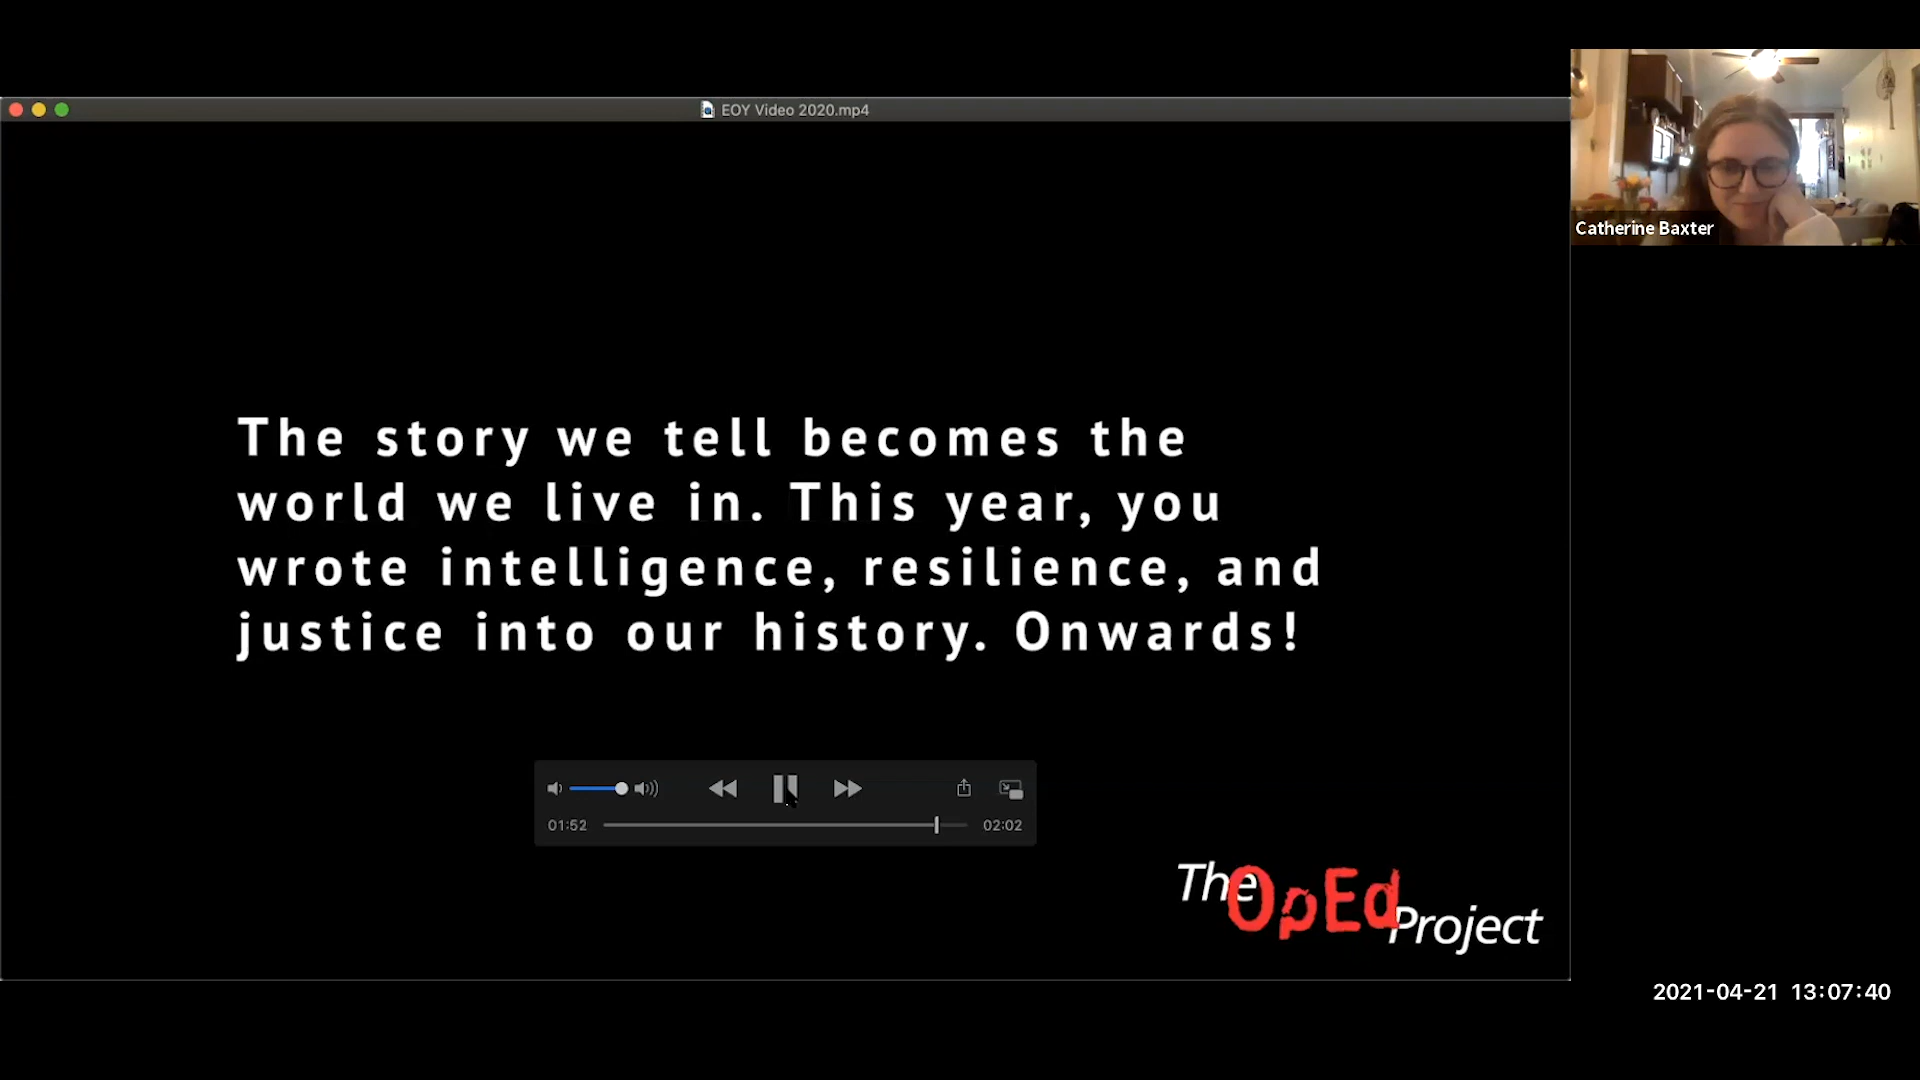 EOY Video 2020.mp4
Catherine Baxter
The story we tell becomes the
world we live in. This year, you
wrote intelligence, resilience, and
justice into our history. Onwards!
01:52
02:02
The OpEd Project
2021-04-21 13:07:40